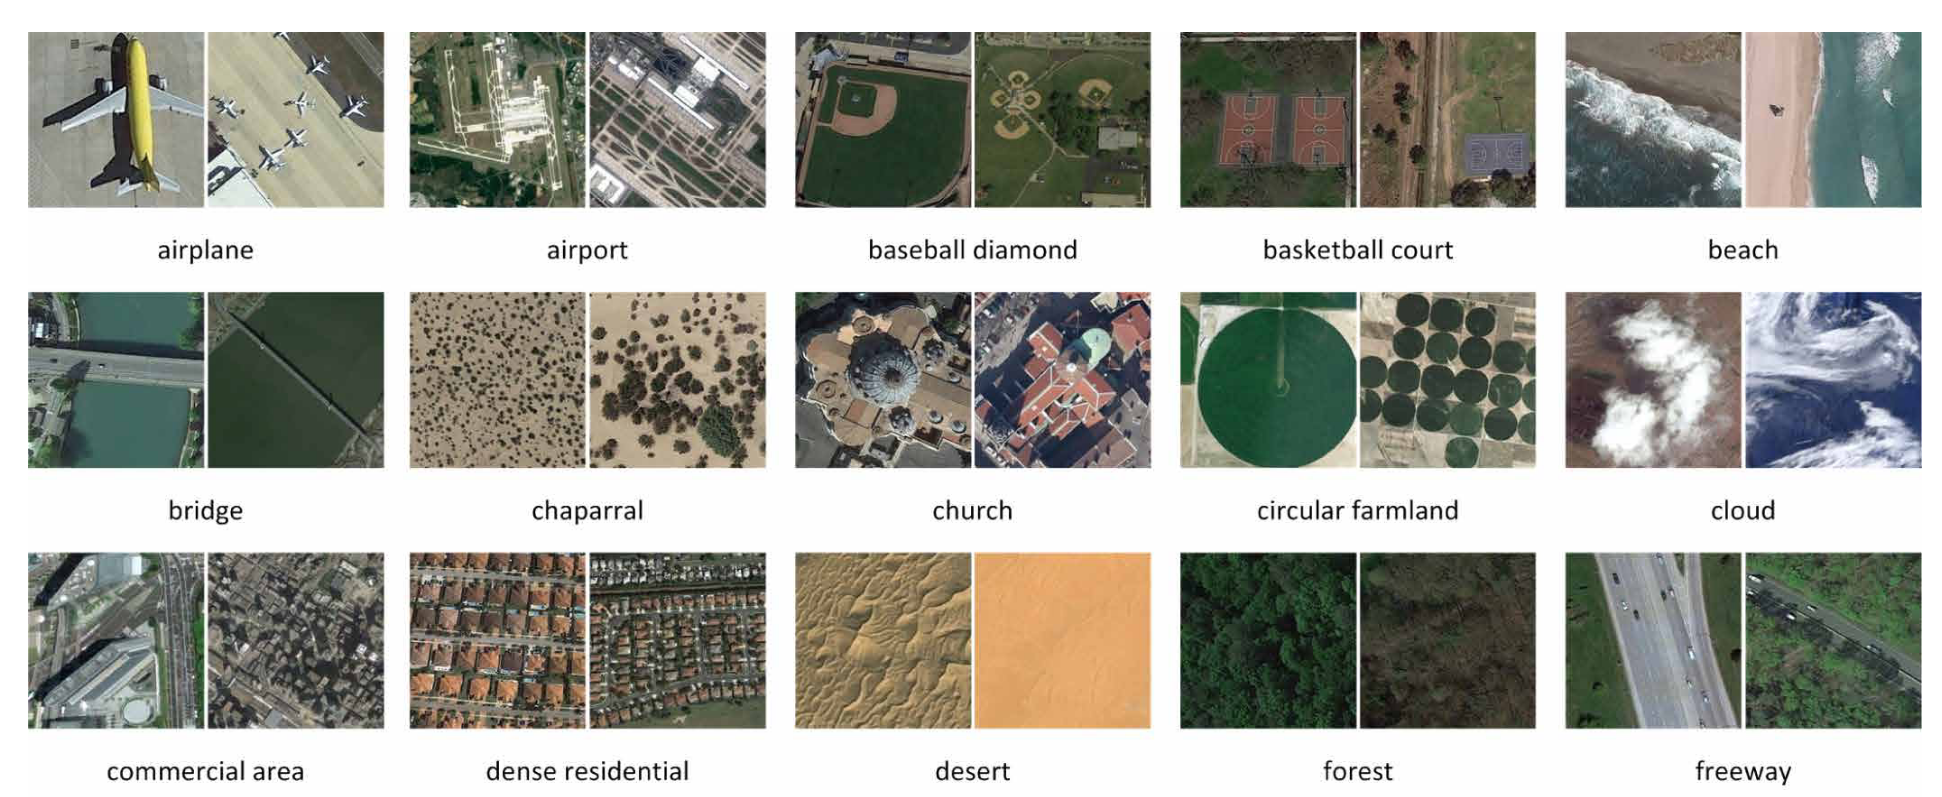 airplane
airport
baseball diamond
basketball court
beach
bridge
chaparral
church
circular farmland
cloud
commercial area
dense residential
desert
forest
freeway